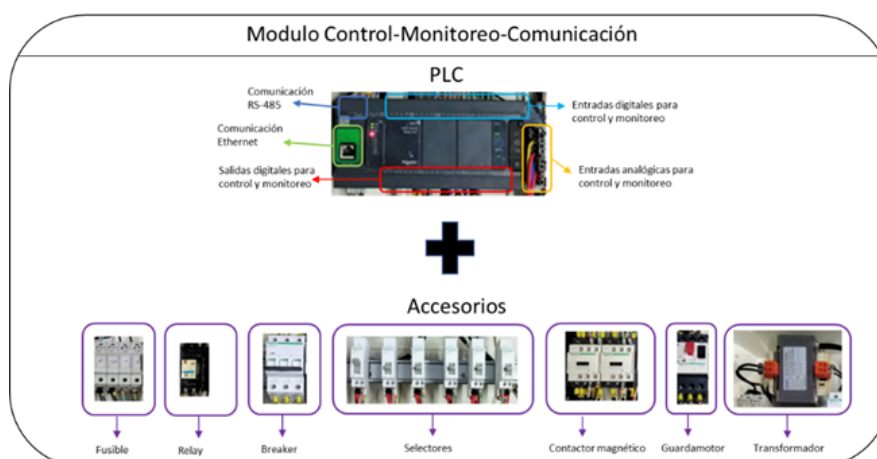 Modulo Control-Monitoreo-Comunicación
PLC
Comunicación
RS-485
Entradas digitales para
control y monitoreo
Comunicación
Ethernet
Salidas digitales para
control y monitoreo
Entradas analógicas para
control y monitoreo
Accesorios
Fusible
Relay
Breaker
Selectores
Contactor magnético
Guardamotor
Transformador